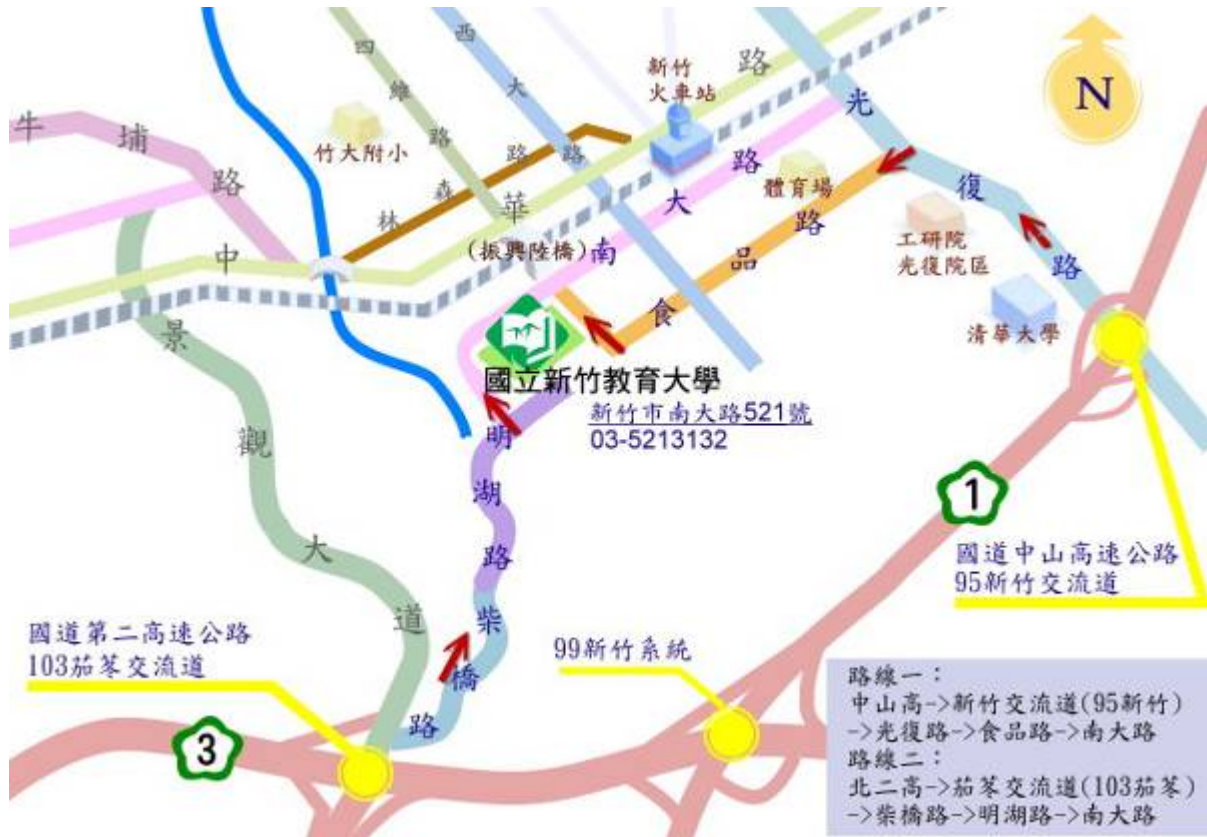 四維路
西大路
新竹
火車站
中華路
光復路
N
牛埔路
竹大附小
林森路
(振興陸橋)
南大路
體育場
食品路
工研院
光復院區
清華大學
國立新竹教育大學
新竹市南大路521號
03-5213132
景觀大道
明湖路
柴橋路
1
國道中山高速公路
95新竹交流道
國道第二高速公路
103茄苳交流道
99新竹系統
3
路線一：
中山高->新竹交流道(95新竹)
->光復路->食品路->南大路
路線二：
北二高->茄苳交流道(103茄苳)
->柴橋路->明湖路->南大路